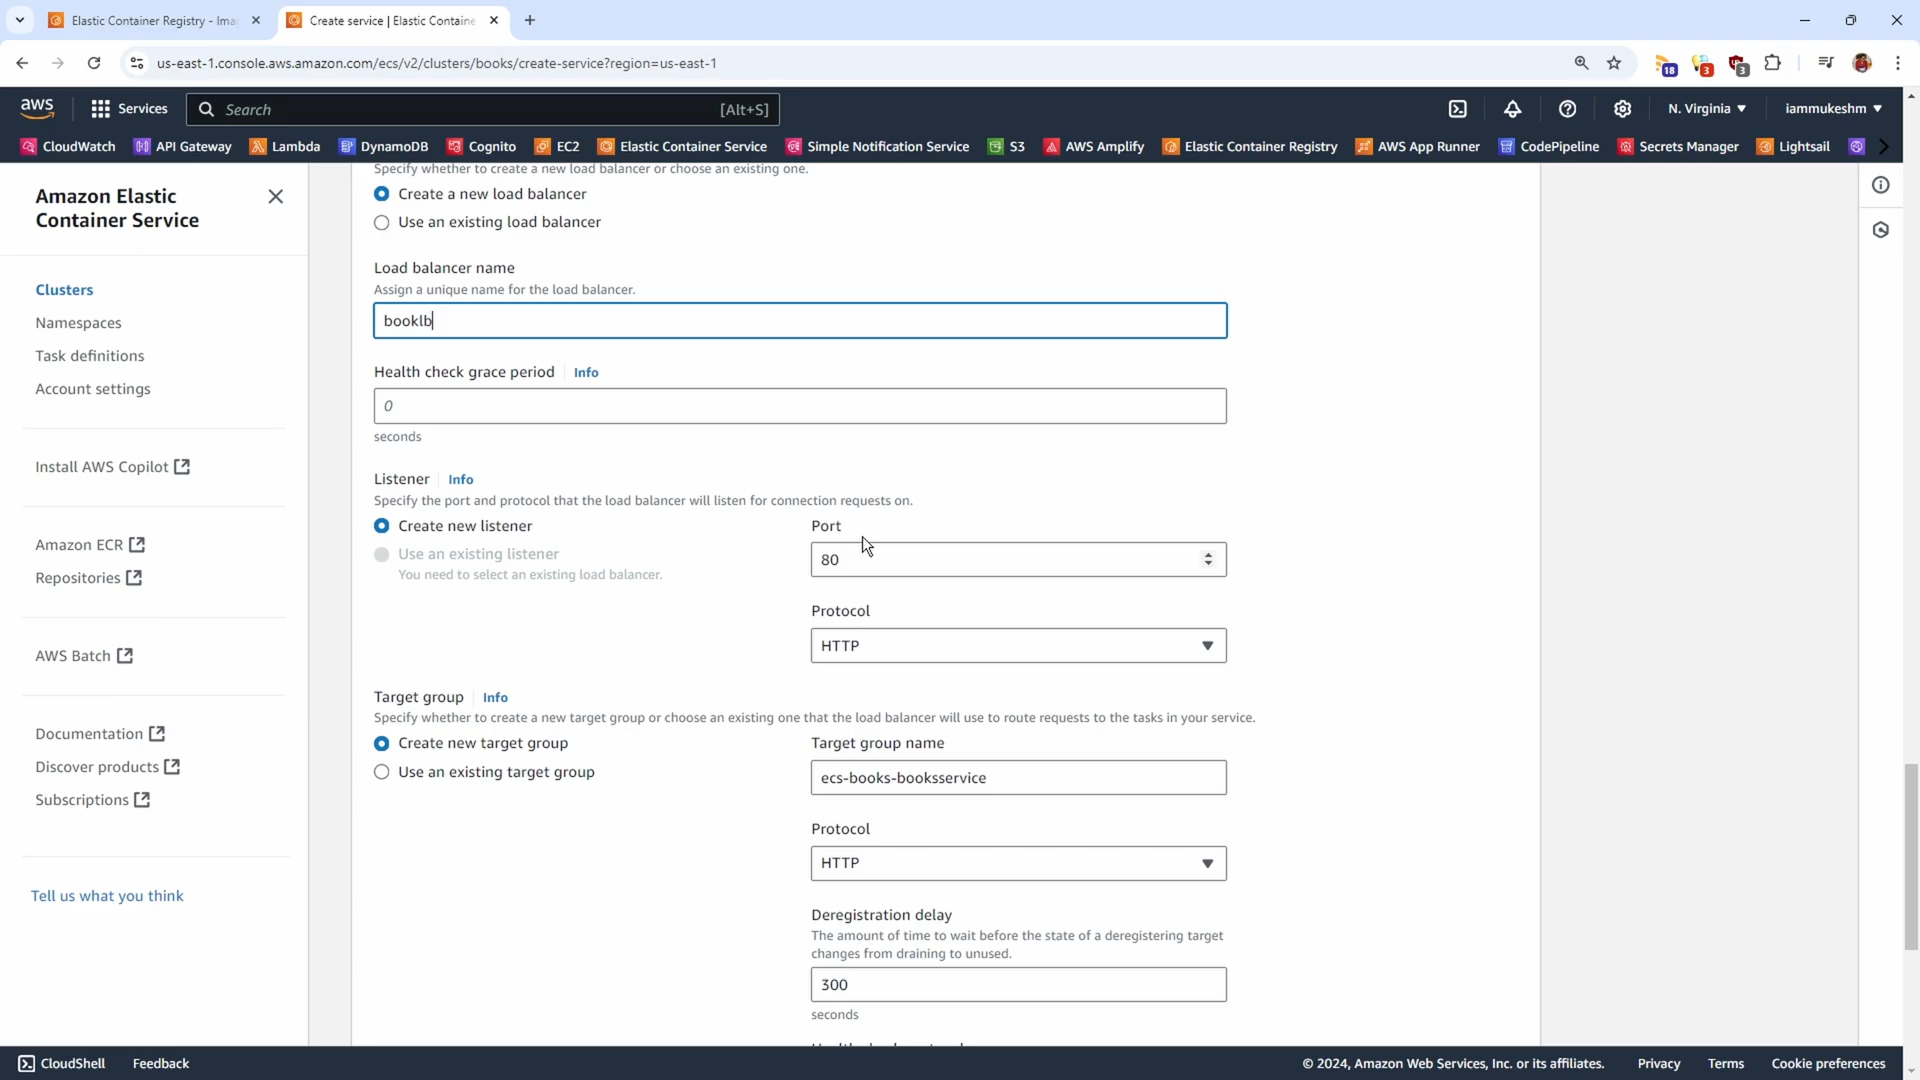 Elastic Container Registry - Ima
Create service | Elastic Containe
us-east-1.console.aws.amazon.com/ecs/v2/clusters/books/create-service?region=us-east-1
18
3
3
aws
Services
Search
[Alt+S]
N. Virginia
iammukeshm
CloudWatch
API Gateway
Lambda
DynamoDB
Cognito
EC2
Elastic Container Service
Simple Notification Service
S3
AWS Amplify
Elastic Container Registry
AWS App Runner
CodePipeline
Secrets Manager
Lightsail
Amazon Elastic
Container Service
Clusters
Namespaces
Task definitions
Account settings
Install AWS Copilot
Amazon ECR
Repositories
AWS Batch
Documentation
Discover products
Subscriptions
Tell us what you think
Specify whether to create a new load balancer or choose an existing one.
Create a new load balancer
Use an existing load balancer
Load balancer name
Assign a unique name for the load balancer.
booklb
Health check grace period
Info
0
seconds
Listener
Info
Specify the port and protocol that the load balancer will listen for connection requests on.
Create new listener
Use an existing listener
You need to select an existing load balancer.
Port
80
Protocol
HTTP
Target group
Info
Specify whether to create a new target group or choose an existing one that the load balancer will use to route requests to the tasks in your service.
Create new target group
Use an existing target group
Target group name
ecs-books-booksservice
Protocol
HTTP
Deregistration delay
The amount of time to wait before the state of a deregistering target
changes from draining to unused.
300
seconds
CloudShell
Feedback
© 2024, Amazon Web Services, Inc. or its affiliates.
Privacy
Terms
Cookie preferences